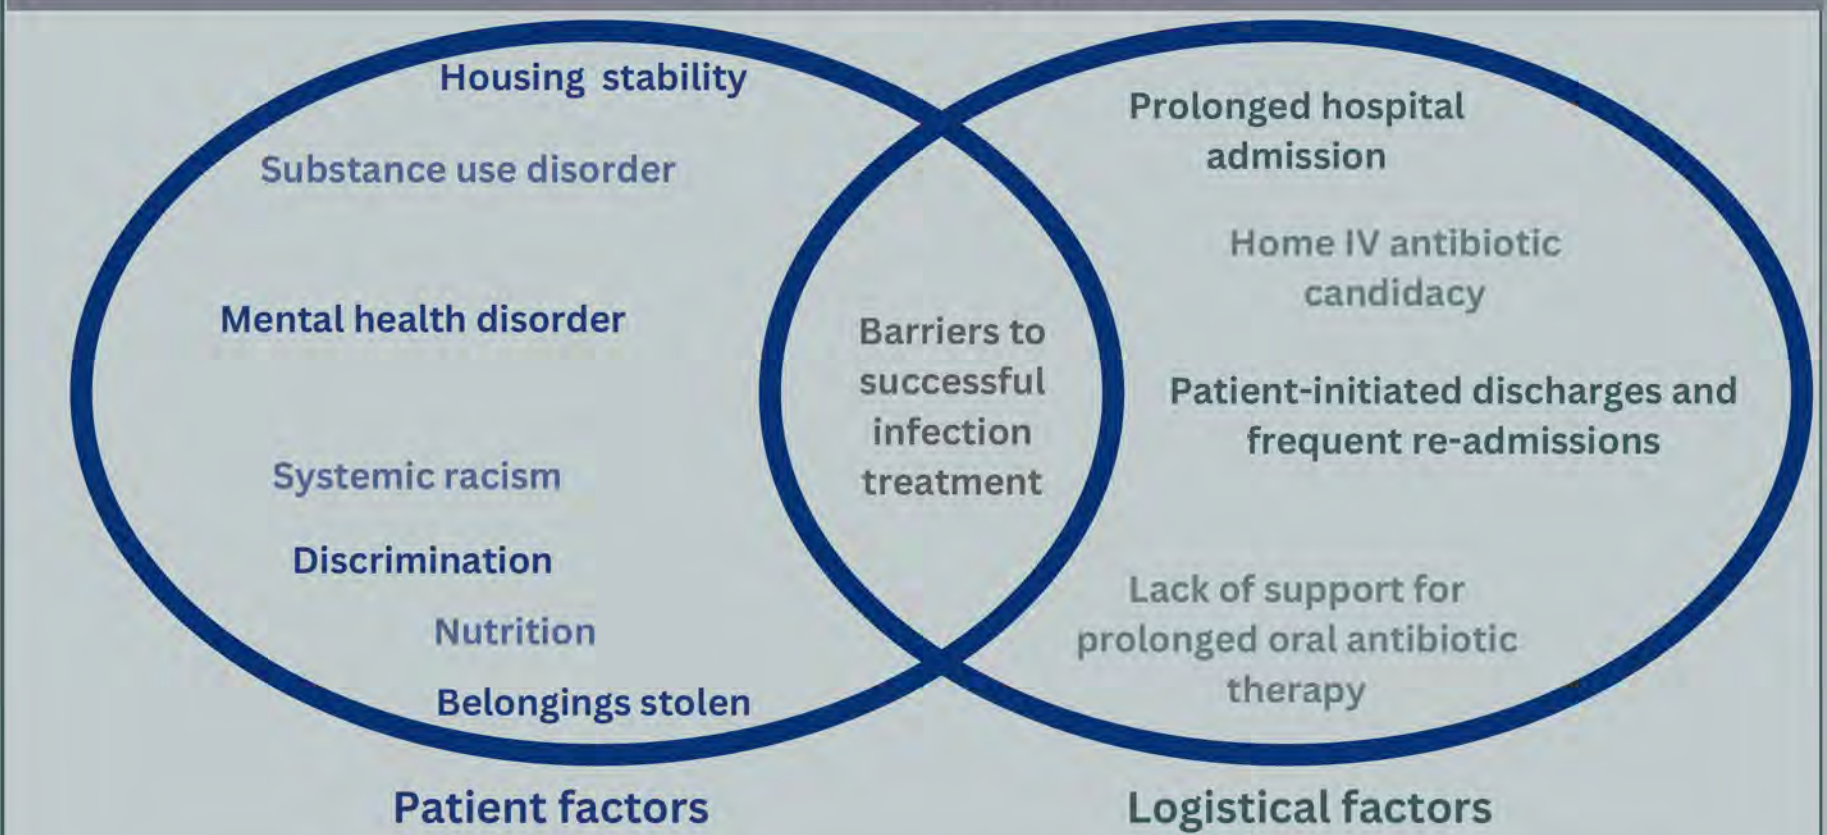 Housing stability
Substance use disorder
Mental health disorder
Systemic racism
Discrimination
Nutrition
Belongings stolen
Patient factors
Barriers to
successful
infection
treatment
Prolonged hospital
admission
Home IV antibiotic
candidacy
Patient-initiated discharges and
frequent re-admissions
Lack of support for
prolonged oral antibiotic
therapy
Logistical factors